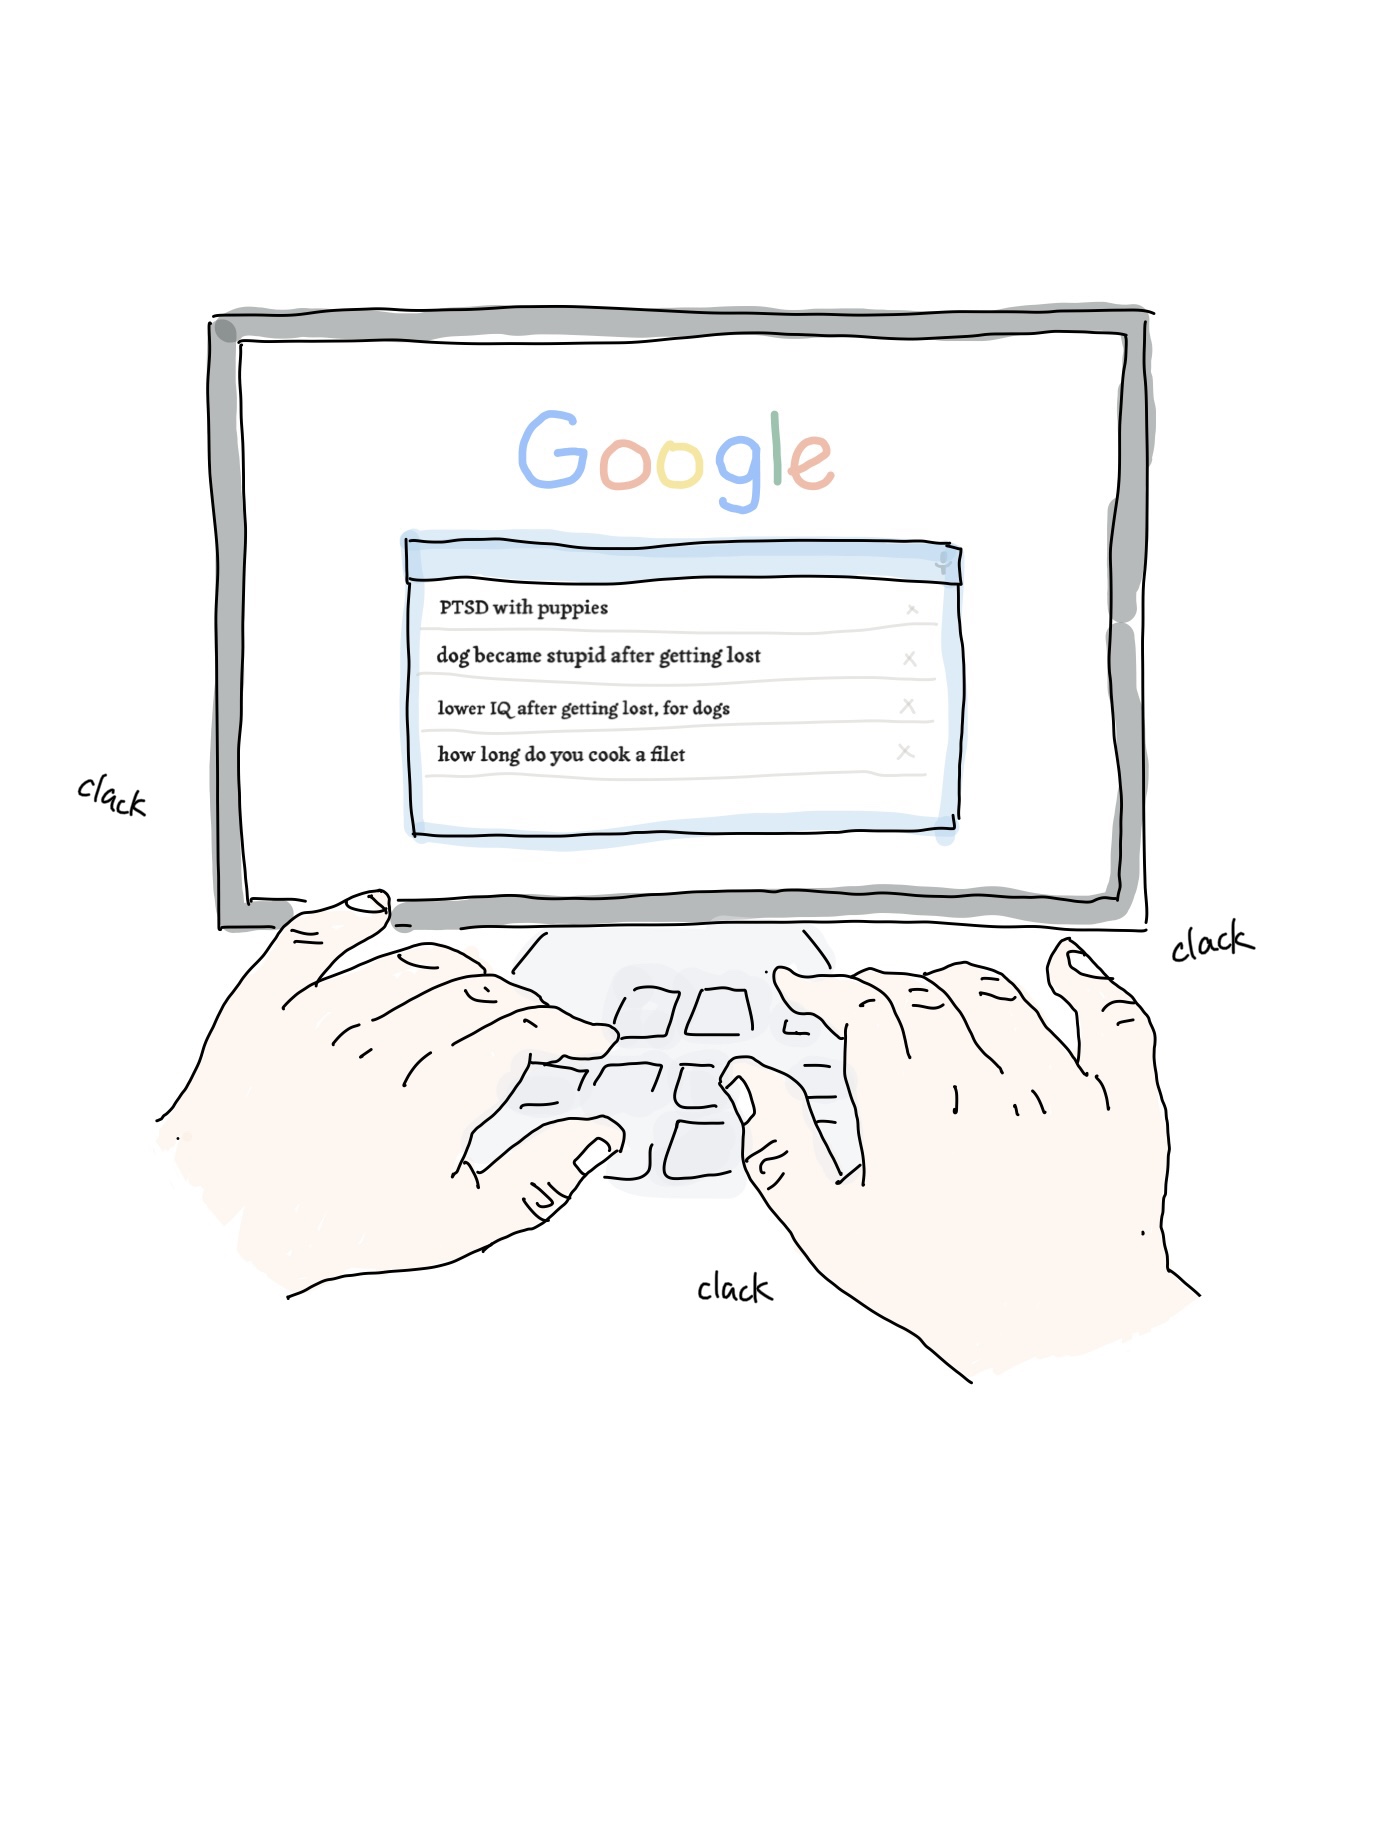 Google
PTSD with puppies
dog became stupid after getting lost
lower IQ after getting lost, for dogs
how long do you cook a filet
clack
clack
clack